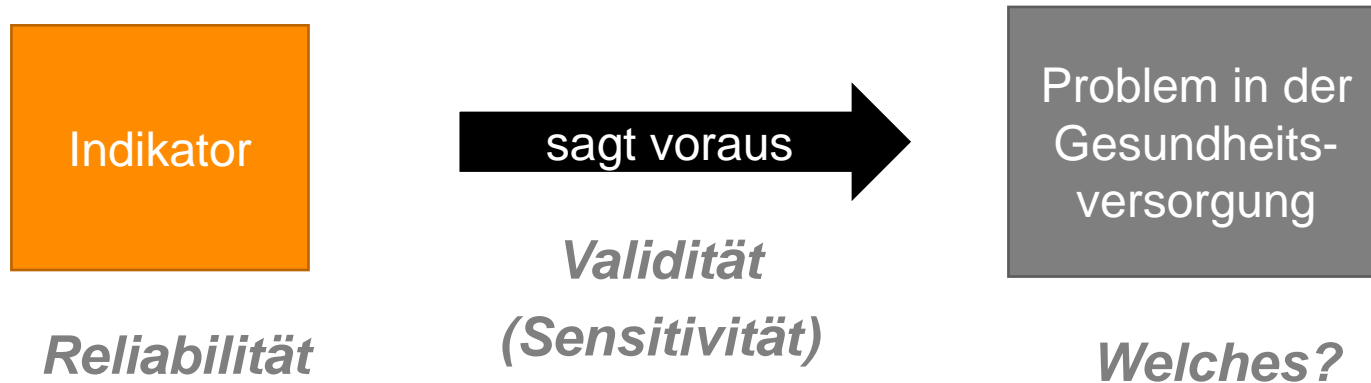 Indikator
sagt voraus
Problem in der
Gesundheits-
versorgung
Reliabilität
Validität
(Sensitivität)
Welches?